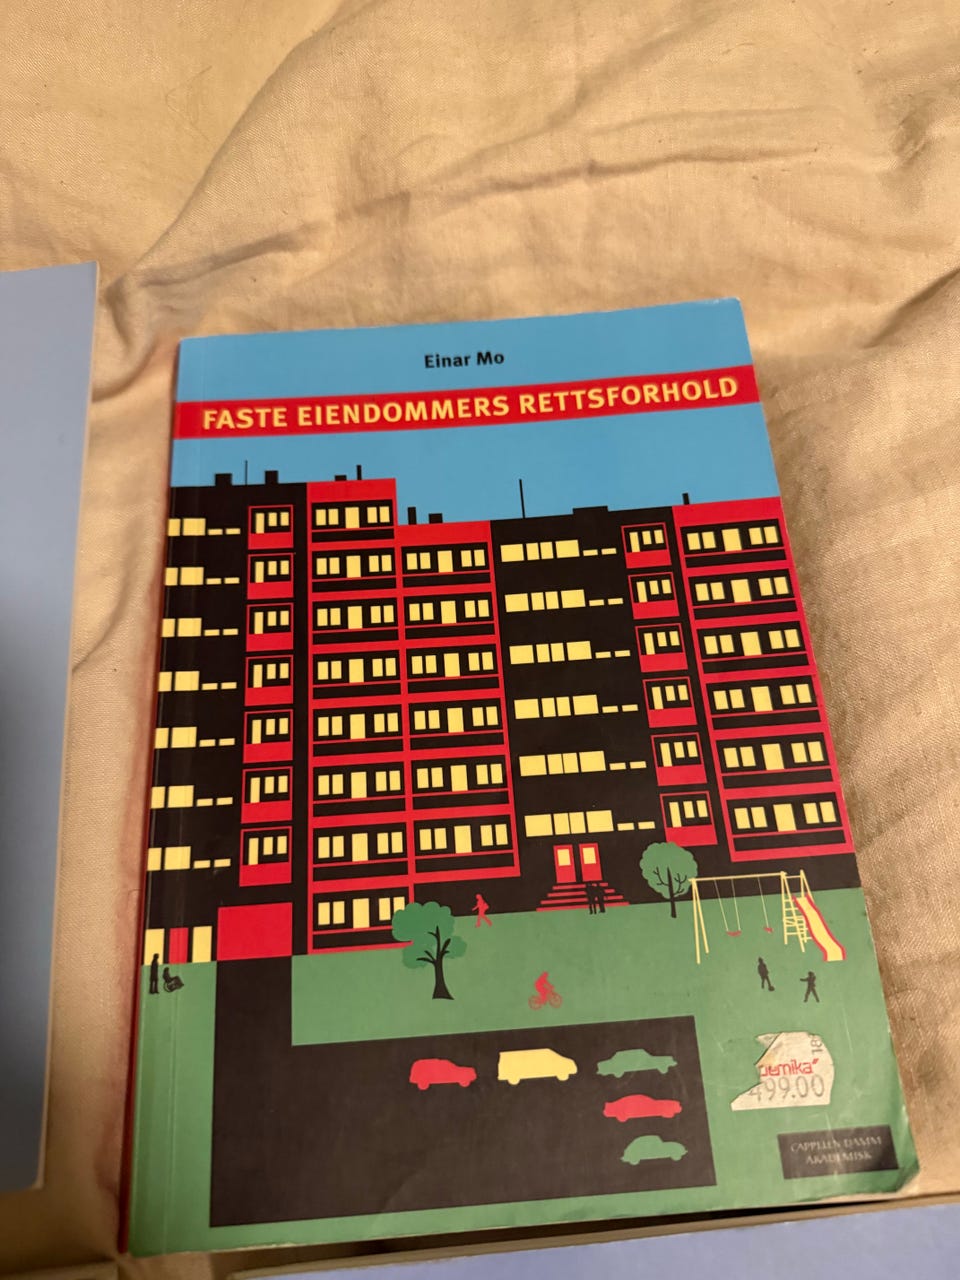 Einar Mo
FASTE EIENDOMMERS RETTSFORHOLD
499.00
CAPPELEN DAMM
AKADEMISK